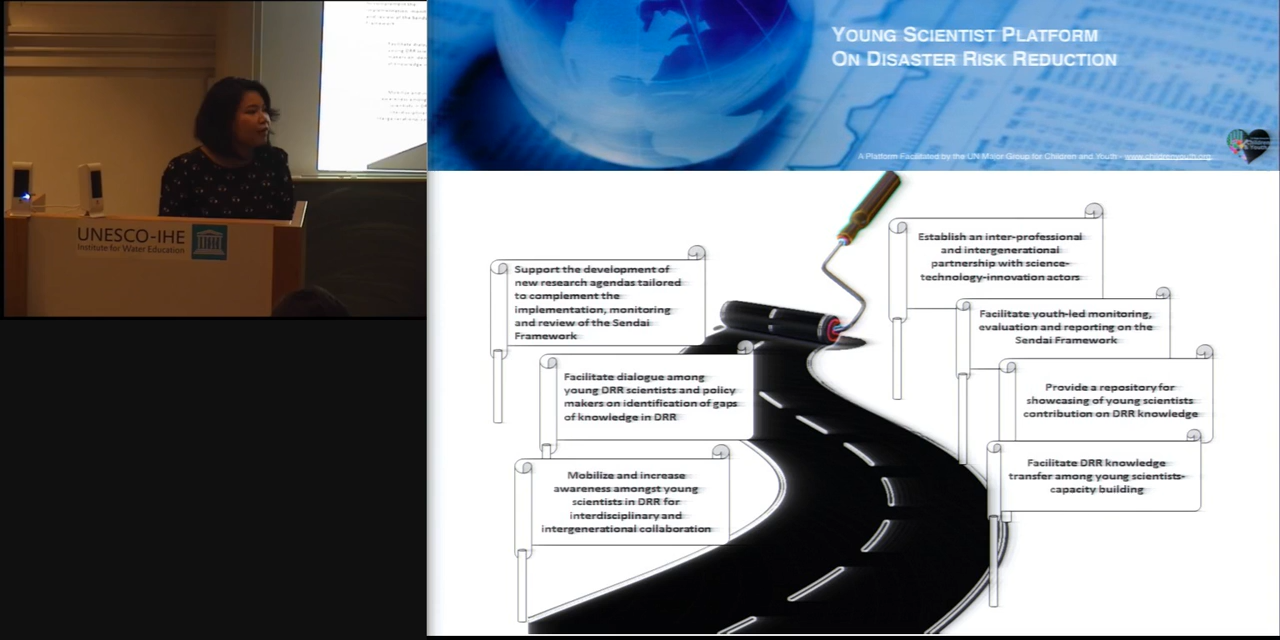 UNESCO-IHE
Institute for Water Education
YOUNG SCIENTIST PLATFORM
ON DISASTER RISK REDUCTION
A Platform Facilitated by the UN Major Group for Children and Youth - www.childrenyouth.org
Support the development of
new research agendas tailored
to complement the
implementation, monitoring
and review of the Sendai
Framework
Facilitate dialogue among
young DRR scientists and policy
makers on identification of gaps
of knowledge in DRR
Mobilize and increase
awareness amongst young
scientists in DRR for
interdisciplinary and
intergenerational collaboration
Establish an inter-professional
and intergenerational
partnership with science-
technology-innovation actors
Facilitate youth-led monitoring,
evaluation and reporting on the
Sendai Framework
Provide a repository for
showcasing of young scientists
contribution on DRR knowledge
Facilitate DRR knowledge
transfer among young scientists-
capacity building